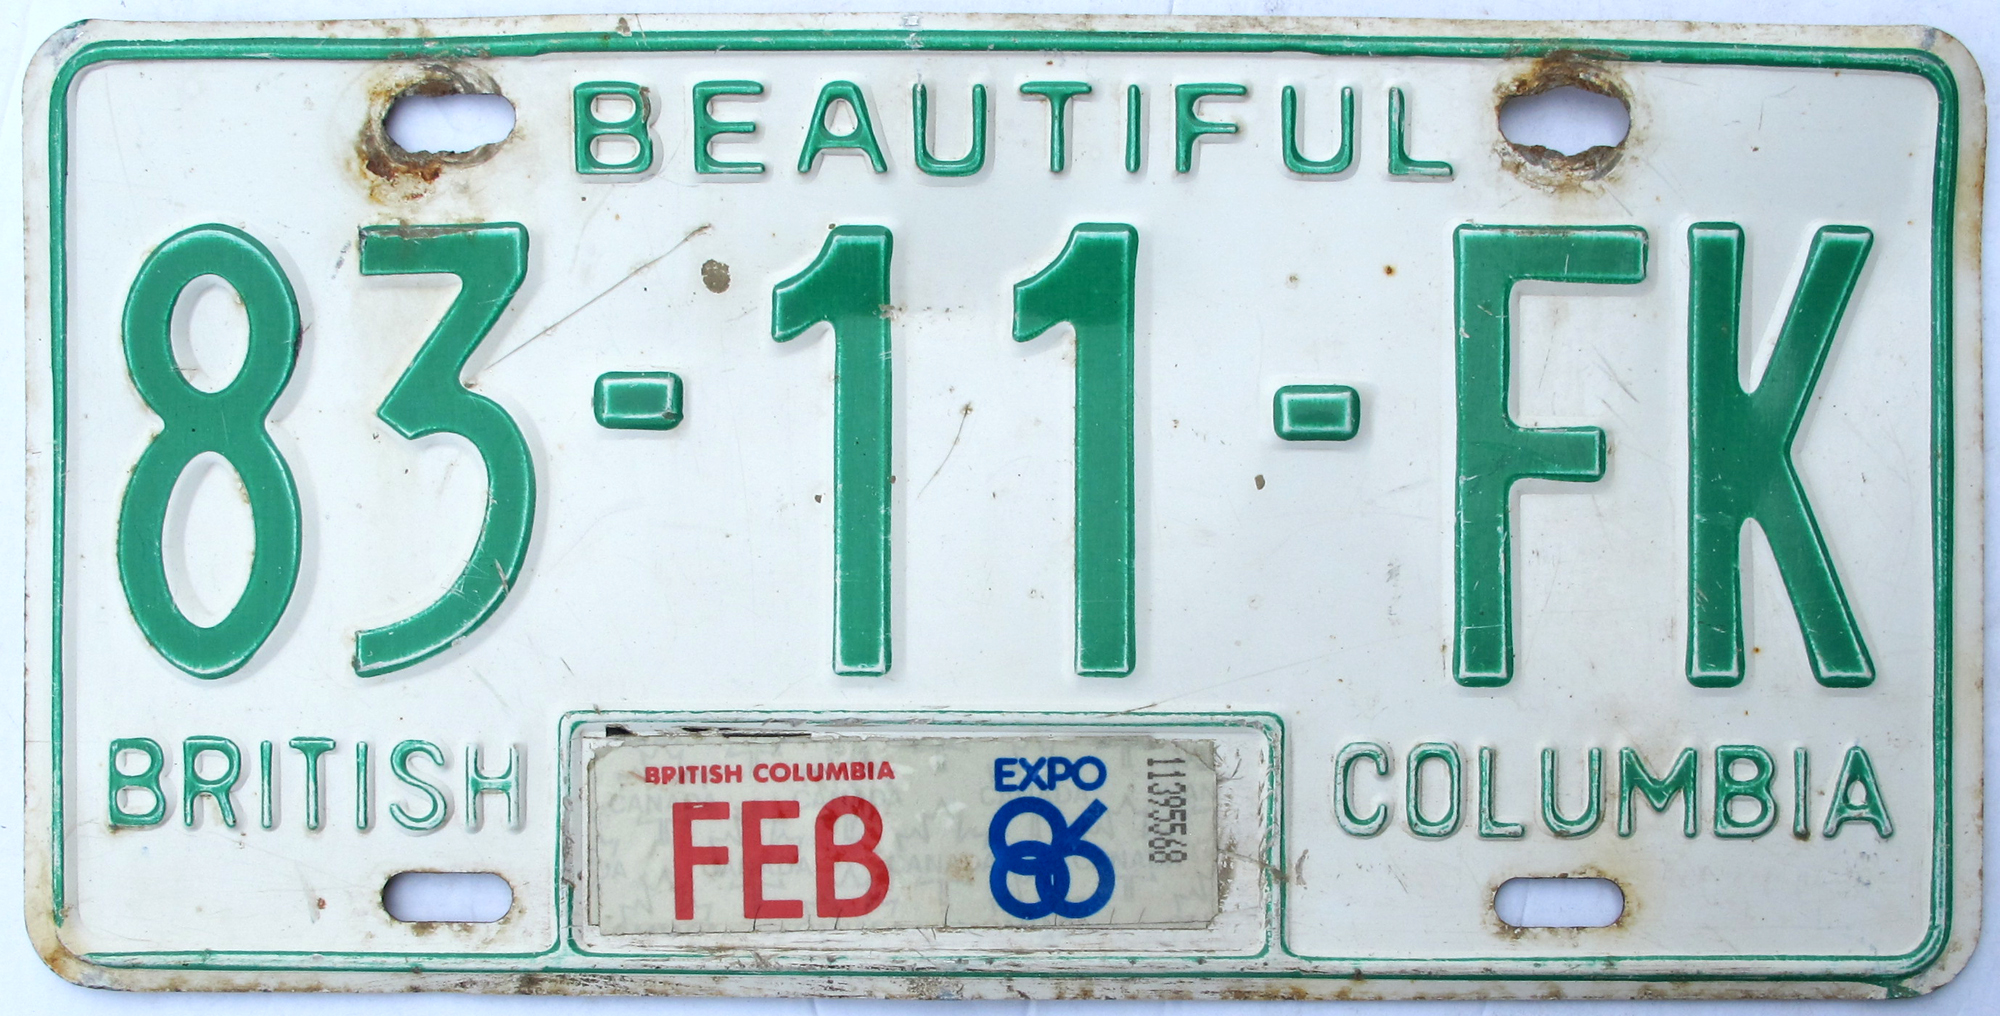 BEAUTIFUL
83-11-FK
BRITISH COLUMBIA
BRITISH COLUMBIA EXPO
FEB 86
11395568